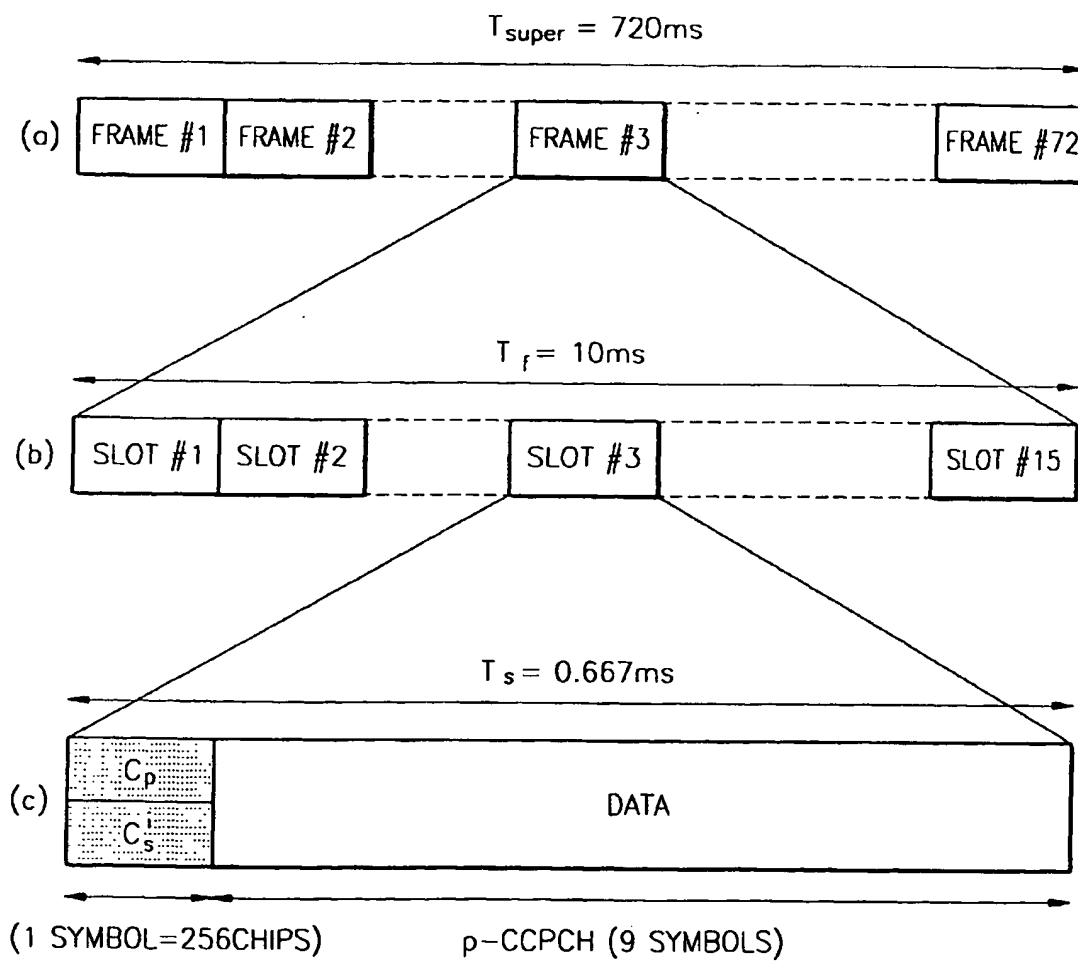 T_super = 720ms
(a) FRAME #1 FRAME #2 FRAME #3 FRAME #72
T_f = 10ms
(b) SLOT #1 SLOT #2 SLOT #3 SLOT #15
T_s = 0.667ms
C_p
(c) DATA
C_s^i
(1 SYMBOL=256CHIPS) p-CCPCH (9 SYMBOLS)